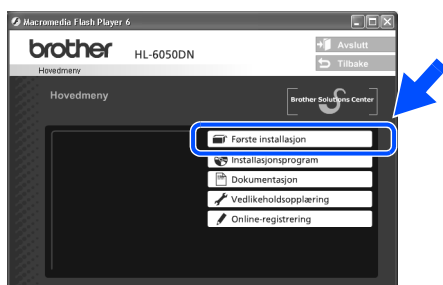 Macromedia Flash Player 6
brother
HL-6050DN
Avslutt
Tilbake
Hovedmeny
Hovedmeny
Brother Solutions Center
Første installasjon
Installasjonsprogram
Dokumentasjon
Vedlikeholdsopplæring
Online-registrering